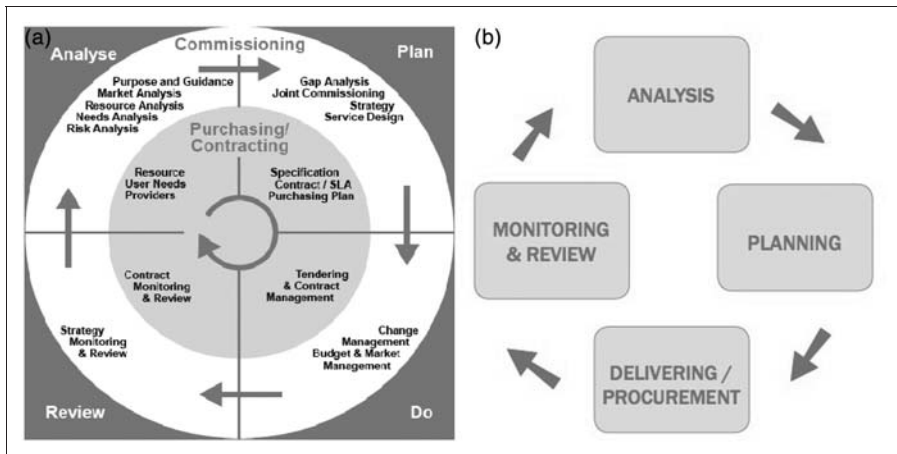 (a)
Analyse
Commissioning
Plan
Purpose and Guidance
Market Analysis
Resource Analysis
Needs Analysis
Risk Analysis
Gap Analysis
Joint Commissioning
Strategy
Service Design
Purchasing/
Contracting
Resource
User Needs
Providers
Specification
Contract / SLA
Purchasing Plan
Contract
Monitoring
& Review
Tendering
& Contract
Management
Strategy
Monitoring
& Review
Change
Management
Budget & Market
Management
Review
Do
(b)
ANALYSIS
PLANNING
DELIVERING /
PROCUREMENT
MONITORING
& REVIEW